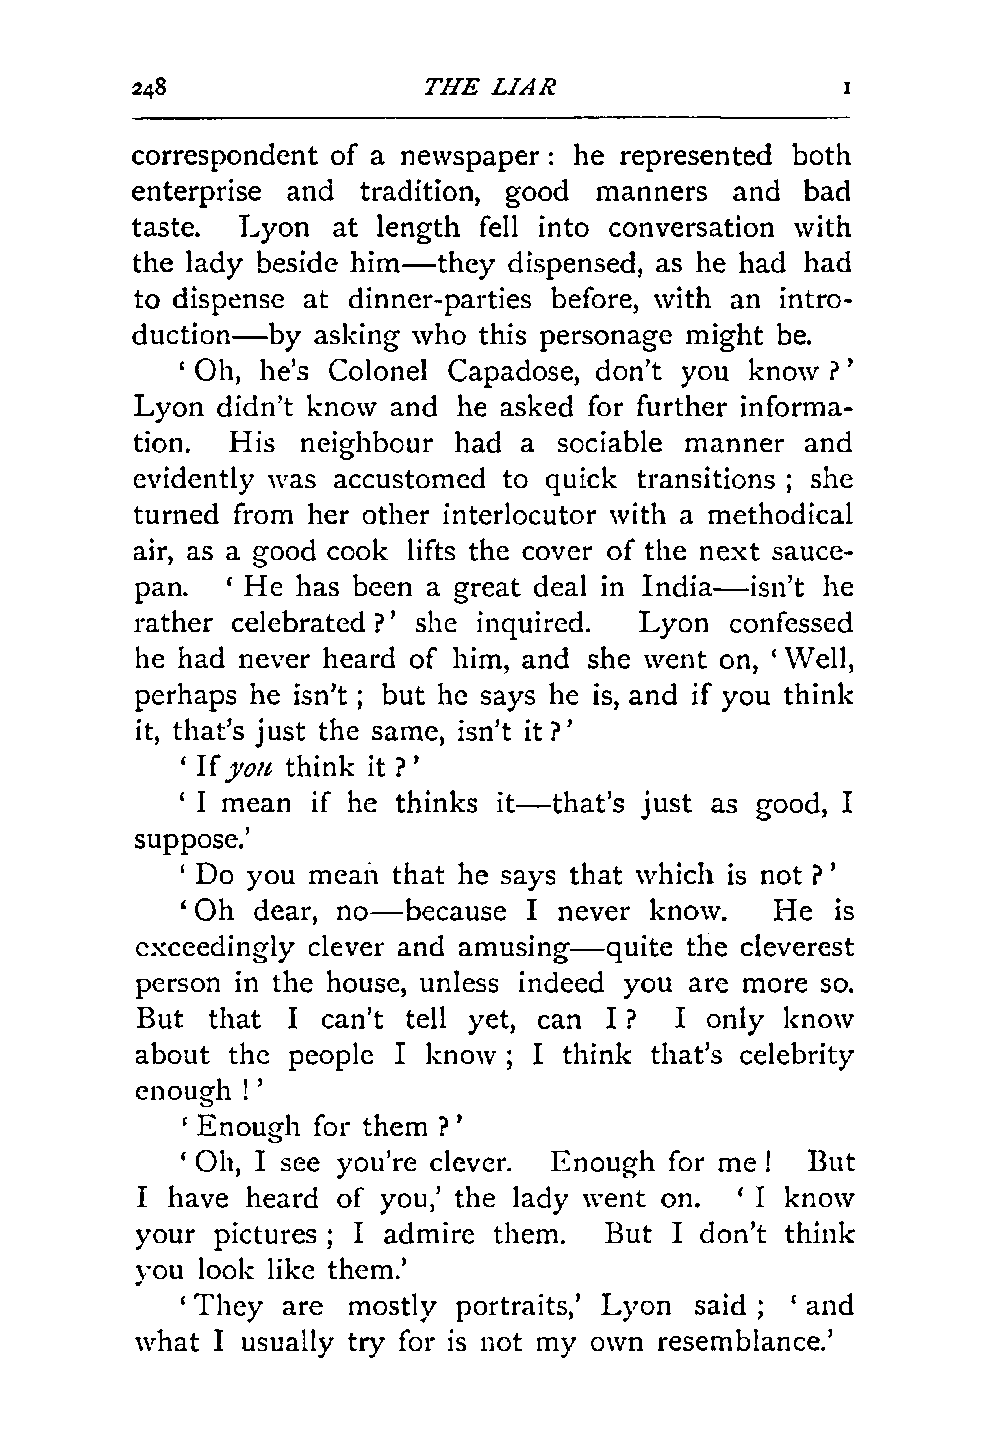 248 THE LIAR I
correspondent of a newspaper : he represented both
enterprise and tradition, good manners and bad
taste. Lyon at length fell into conversation with
the lady beside him—they dispensed, as he had had
to dispense at dinner-parties before, with an intro-
duction—by asking who this personage might be.
‘ Oh, he’s Colonel Capadose, don’t you know ?’
Lyon didn’t know and he asked for further informa-
tion. His neighbour had a sociable manner and
evidently was accustomed to quick transitions ; she
turned from her other interlocutor with a methodical
air, as a good cook lifts the cover of the next sauce-
pan. ‘ He has been a great deal in India—isn’t he
rather celebrated ?’ she inquired. Lyon confessed
he had never heard of him, and she went on, ‘ Well,
perhaps he isn’t ; but he says he is, and if you think
it, that’s just the same, isn’t it ?’
‘ If you think it ?’
‘ I mean if he thinks it—that’s just as good, I
suppose.’
‘ Do you mean that he says that which is not ?’
‘ Oh dear, no—because I never know. He is
exceedingly clever and amusing—quite the cleverest
person in the house, unless indeed you are more so.
But that I can’t tell yet, can I ? I only know
about the people I know ; I think that’s celebrity
enough !’
‘ Enough for them ?’
‘ Oh, I see you’re clever. Enough for me ! But
I have heard of you,’ the lady went on. ‘ I know
your pictures ; I admire them. But I don’t think
you look like them.’
‘ They are mostly portraits,’ Lyon said ; ‘ and
what I usually try for is not my own resemblance.’